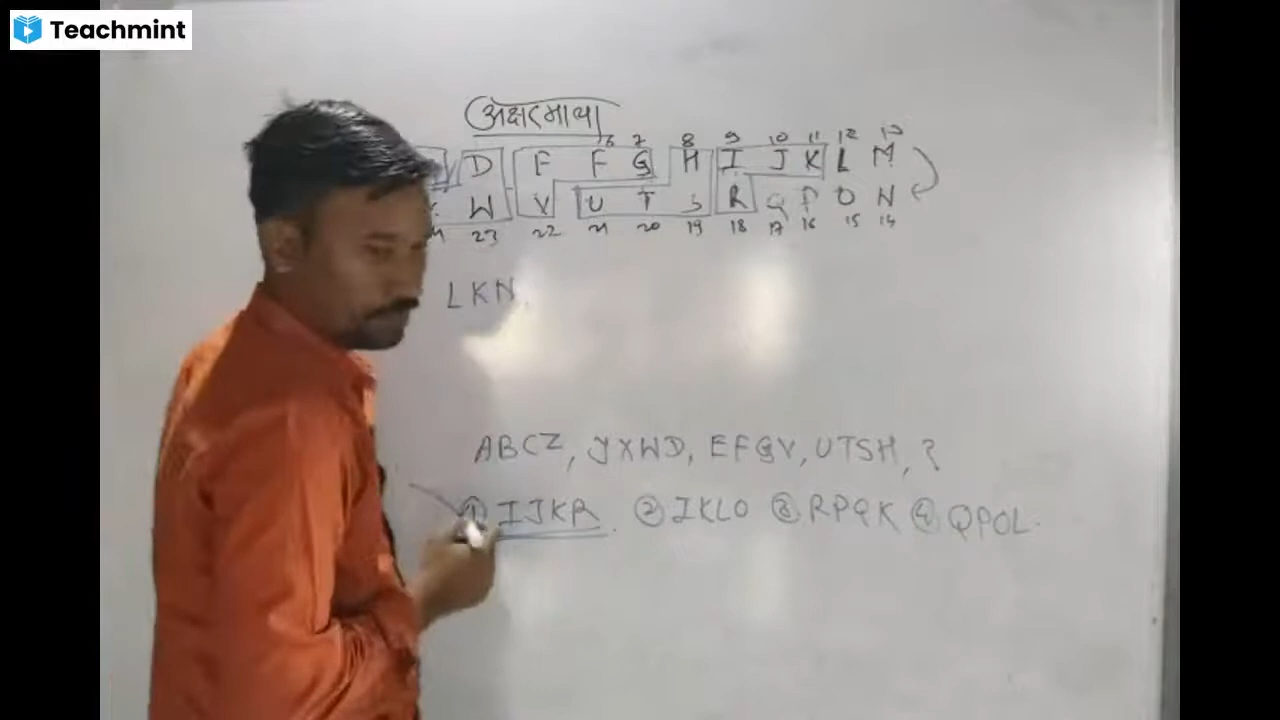 Teachmint
अक्षरमाला
6 7 8 9 10 11 12 13
D F F G H I J K L M
W V U T S R Q P O N
23 22 21 20 19 18 17 16 15 14
LKN
ABCZ, YXWD, EFGV, UTSH, ?
① IJKR ② IKLO ③ RPQK ④ QPOL